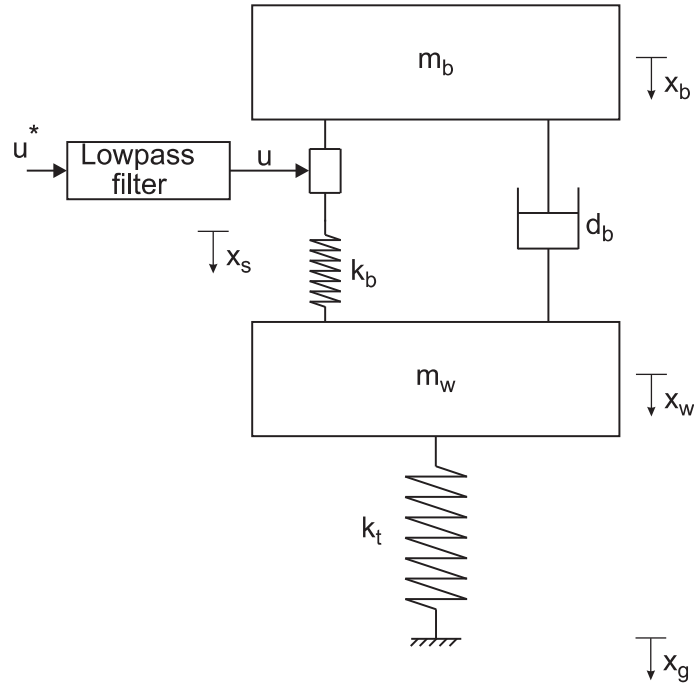 m_b
x_b
u*
Lowpass
filter
u
x_s
k_b
d_b
m_w
x_w
k_t
x_g